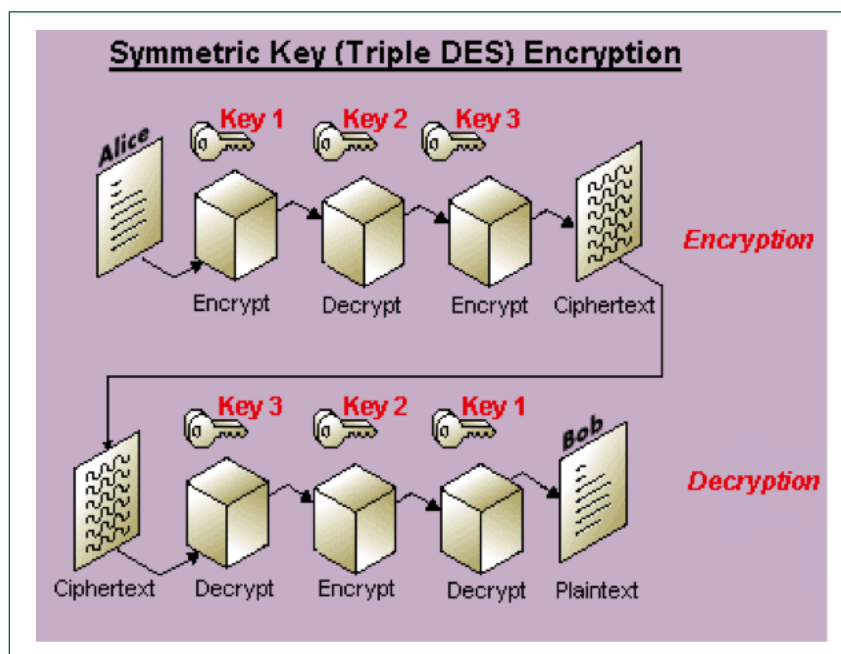 Symmetric Key (Triple DES) Encryption
Key 1 Key 2 Key 3
Alice
Encryption
Encrypt Decrypt Encrypt Ciphertext
Key 3 Key 2 Key 1
Bob
Decryption
Ciphertext Decrypt Encrypt Decrypt Plaintext